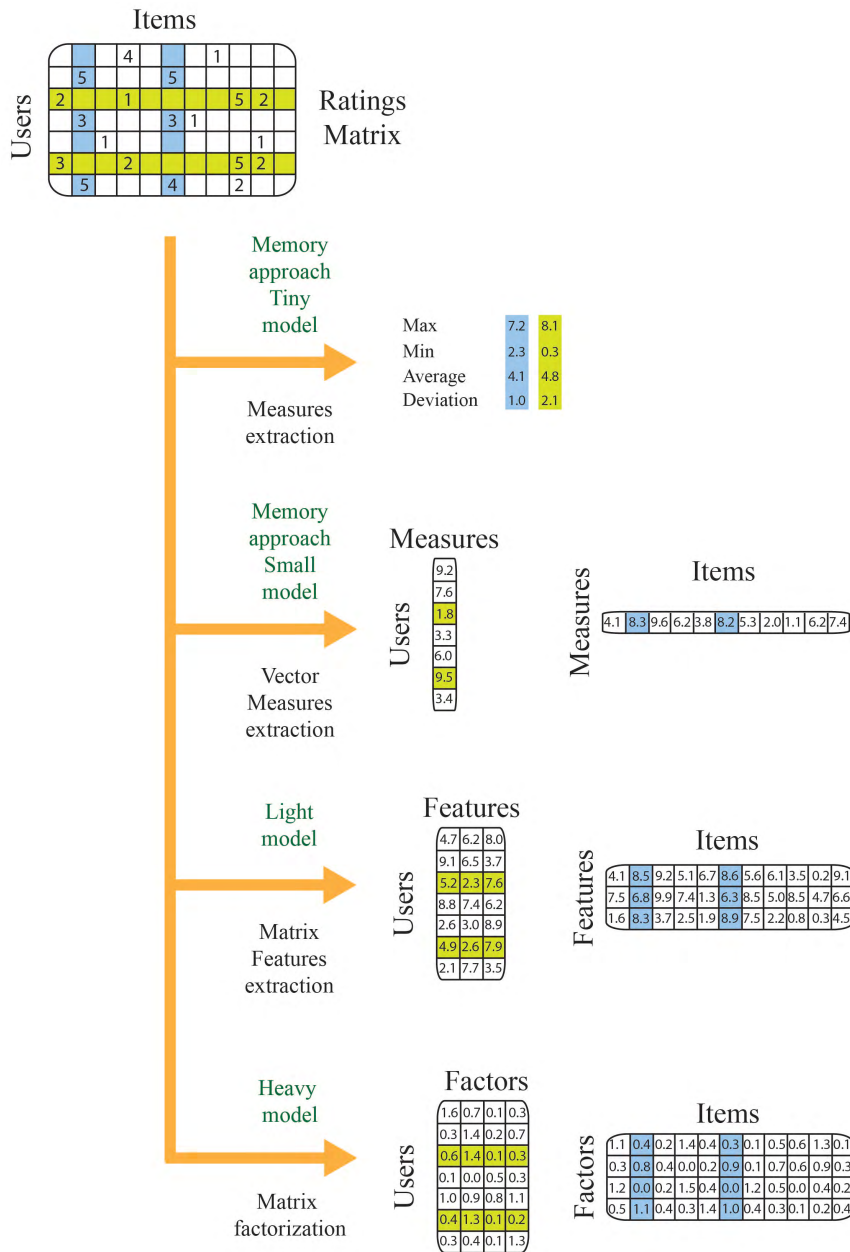 Items
4 1
5 5
2 1 5 2
3 3 1
1 1
3 2 5 2
5 4 2
Users
Ratings
Matrix
Memory
approach
Tiny
model
Measures
extraction
Max 7.2 8.1
Min 2.3 0.3
Average 4.1 4.8
Deviation 1.0 2.1
Memory
approach
Small
model
Vector
Measures
extraction
Measures
Users
9.2
7.6
1.8
3.3
6.0
9.5
3.4
Items
Measures
4.1 8.3 9.6 6.2 3.8 8.2 5.3 2.0 1.1 6.2 7.4
Light
model
Matrix
Features
extraction
Features
Users
4.7 6.2 8.0
9.1 6.5 3.7
5.2 2.3 7.6
8.8 7.4 6.2
2.6 3.0 8.9
4.9 2.6 7.9
2.1 7.7 3.5
Items
Features
4.1 8.5 9.2 5.1 6.7 8.6 5.6 6.1 3.5 0.2 9.1
7.5 6.8 9.9 7.4 1.3 6.3 8.5 5.0 8.5 4.7 6.6
1.6 8.3 3.7 2.5 1.9 8.9 7.5 2.2 0.8 0.3 4.5
Heavy
model
Matrix
factorization
Factors
Users
1.6 0.7 0.1 0.3
0.3 1.4 0.2 0.7
0.6 1.4 0.1 0.3
0.1 0.0 0.5 0.3
1.0 0.9 0.8 1.1
0.4 1.3 0.1 0.2
0.3 0.4 0.1 1.3
Items
Factors
1.1 0.4 0.2 1.4 0.4 0.3 0.1 0.5 0.6 1.3 0.1
0.3 0.8 0.4 0.0 0.2 0.9 0.1 0.7 0.6 0.9 0.3
1.2 0.0 0.2 1.5 0.4 0.0 1.2 0.5 0.0 0.4 0.2
0.5 1.1 0.4 0.3 1.4 1.0 0.4 0.3 0.1 0.2 0.4